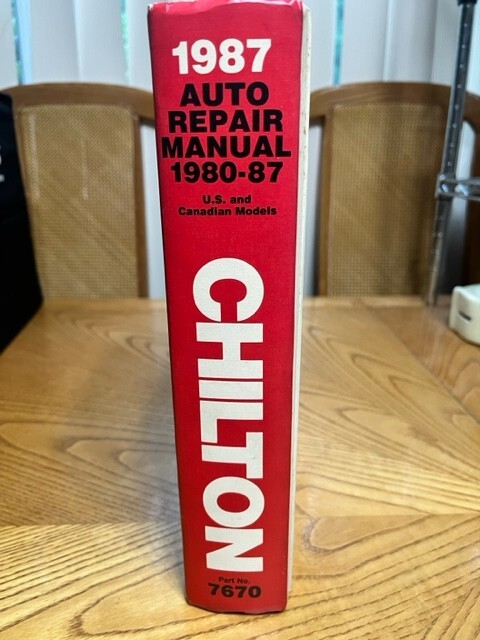 1987
AUTO
REPAIR
MANUAL
1980-87
U.S. and
Canadian Models
CHILTON
Part No.
7670